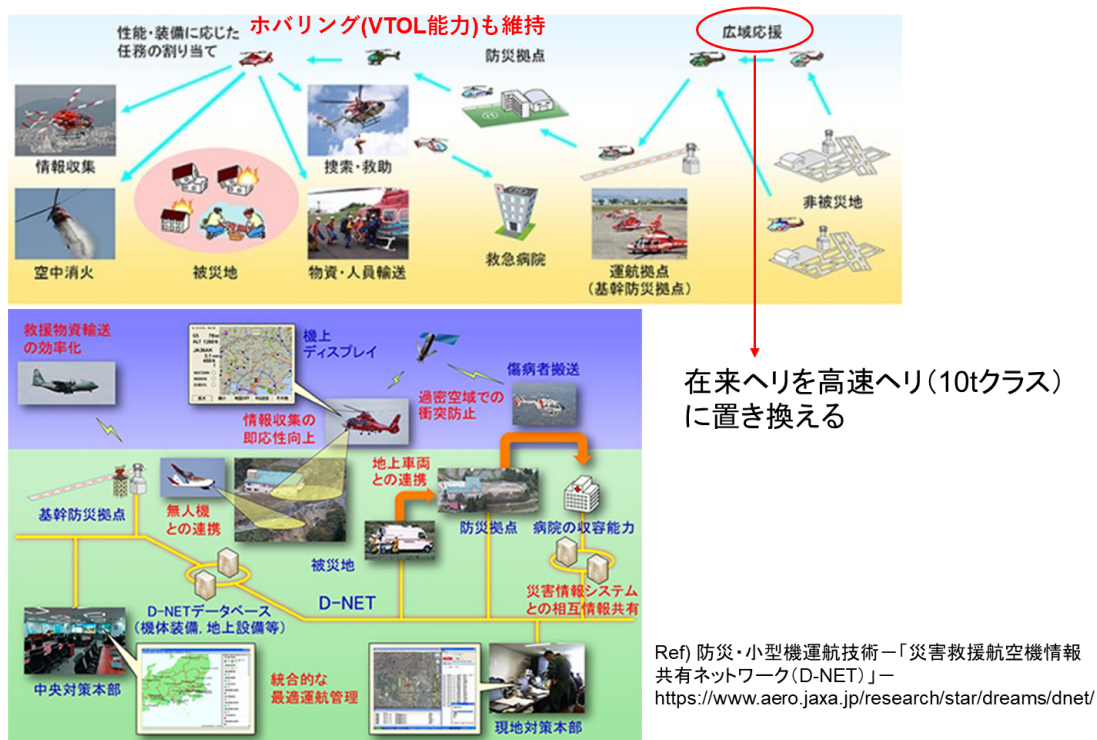 ホバリング(VTOL能力)も維持
性能・装備に応じた
任務の割り当て
防災拠点
広域応援
情報収集
捜索・救助
空中消火
被災地
物資・人員輸送
救急病院
運航拠点
(基幹防災拠点)
非被災地
在来ヘリを高速ヘリ(10tクラス)
に置き換える
救援物資輸送
の効率化
機上
ディスプレイ
傷病者搬送
過密空域での
衝突防止
情報収集の
即応性向上
地上車両
との連携
基幹防災拠点
無人機
との連携
被災地
防災拠点
病院の収容能力
D-NETデータベース
(機体装備,地上設備等)
D-NET
災害情報システム
との相互情報共有
中央対策本部
統合的な
最適運航管理
現地対策本部
Ref) 防災・小型機運航技術－「災害救援航空機情報
共有ネットワーク(D-NET)」－
https://www.aero.jaxa.jp/research/star/dreams/dnet/